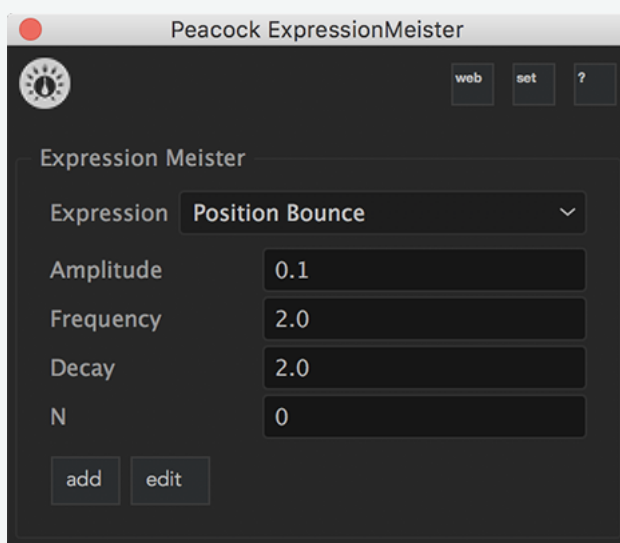 Peacock ExpressionMeister
web set ?
Expression Meister
Expression Position Bounce
Amplitude 0.1
Frequency 2.0
Decay 2.0
N 0
add edit